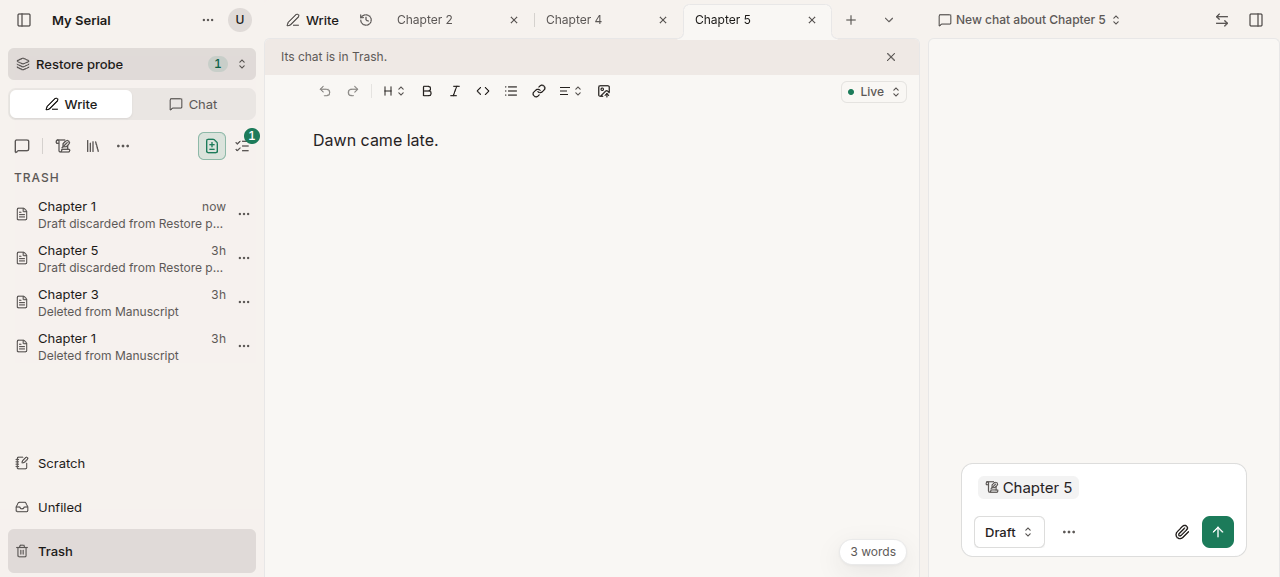 My Serial
U
Write
Chapter 2
Chapter 4
Chapter 5
New chat about Chapter 5
Restore probe
1
Its chat is in Trash.
Write
Chat
H
B
I
Live
1
TRASH
Dawn came late.
Chapter 1
now
Draft discarded from Restore p...
Chapter 5
3h
Draft discarded from Restore p...
Chapter 3
3h
Deleted from Manuscript
Chapter 1
3h
Deleted from Manuscript
Scratch
Unfiled
Trash
3 words
Chapter 5
Draft